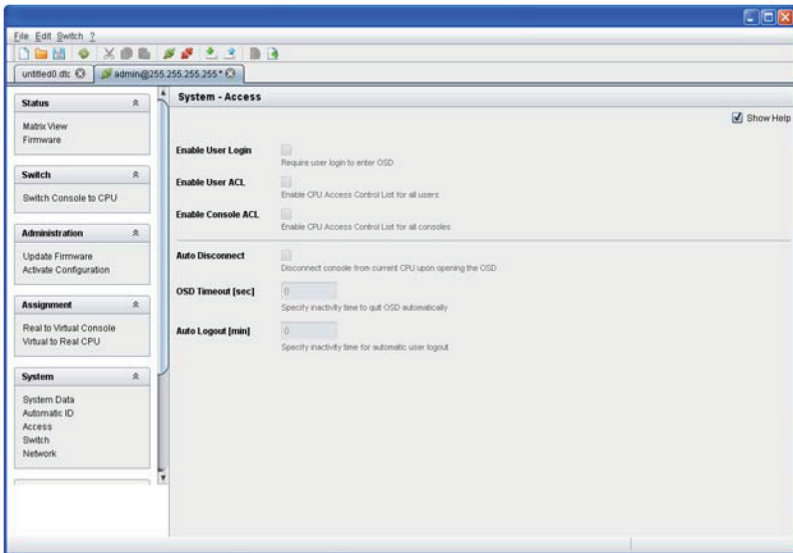 File Edit Switch ?
untitled0.dtc admin@255.255.255.255*
Status
Matrix View
Firmware
Switch
Switch Console to CPU
Administration
Update Firmware
Activate Configuration
Assignment
Real to Virtual Console
Virtual to Real CPU
System
System Data
Automatic ID
Access
Switch
Network
System - Access
Show Help
Enable User Login
Require user login to enter OSD
Enable User ACL
Enable CPU Access Control List for all users
Enable Console ACL
Enable CPU Access Control List for all consoles
Auto Disconnect
Disconnect console from current CPU upon opening the OSD
OSD Timeout [sec] 0
Specify inactivity time to quit OSD automatically
Auto Logout [min] 0
Specify inactivity time for automatic user logout